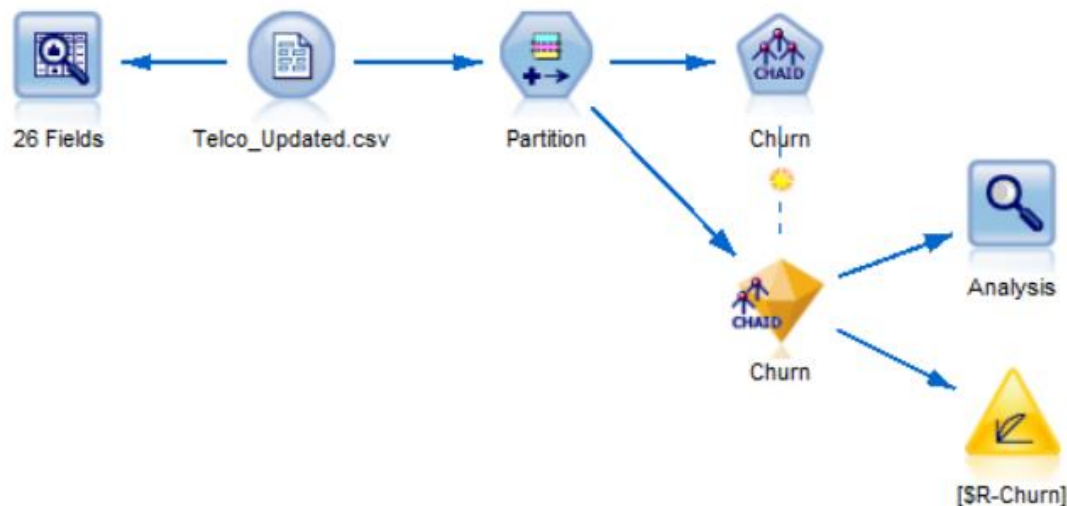 CHAID
26 Fields
Telco_Updated.csv
Partition
Churn
Analysis
CHAID
Churn
[$R-Churn]